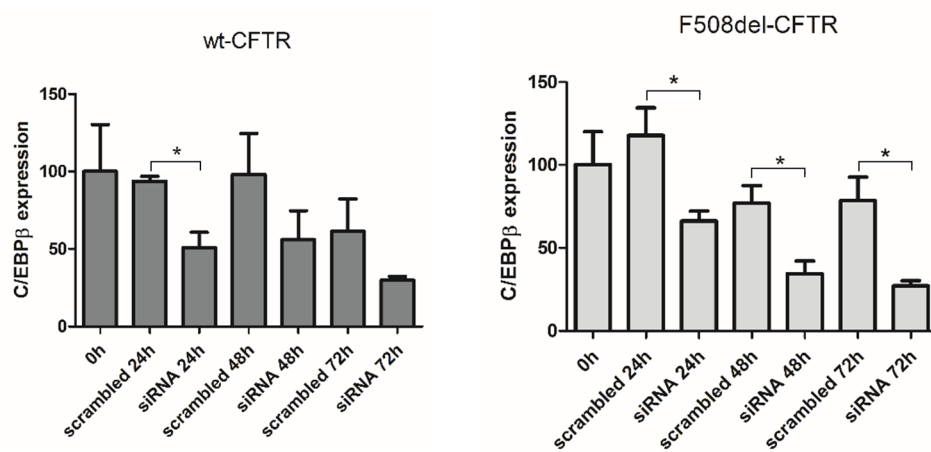 wt-CFTR
C/EBPβ expression
150
100
50
0
*
0h
scrambled 24h
siRNA 24h
scrambled 48h
siRNA 48h
scrambled 72h
siRNA 72h
F508del-CFTR
C/EBPβ expression
150
100
50
0
*
*
*
0h
scrambled 24h
siRNA 24h
scrambled 48h
siRNA 48h
scrambled 72h
siRNA 72h